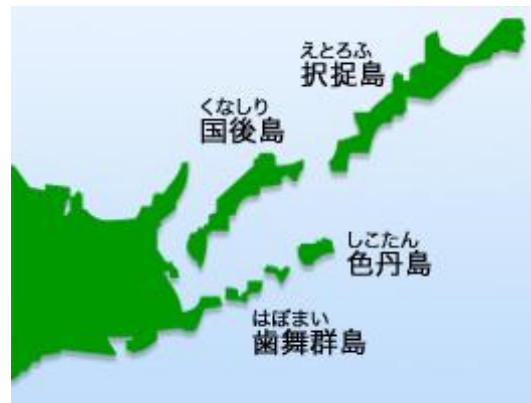 えとろふ
択捉島
くなしり
国後島
しこたん
色丹島
はぼまい
歯舞群島